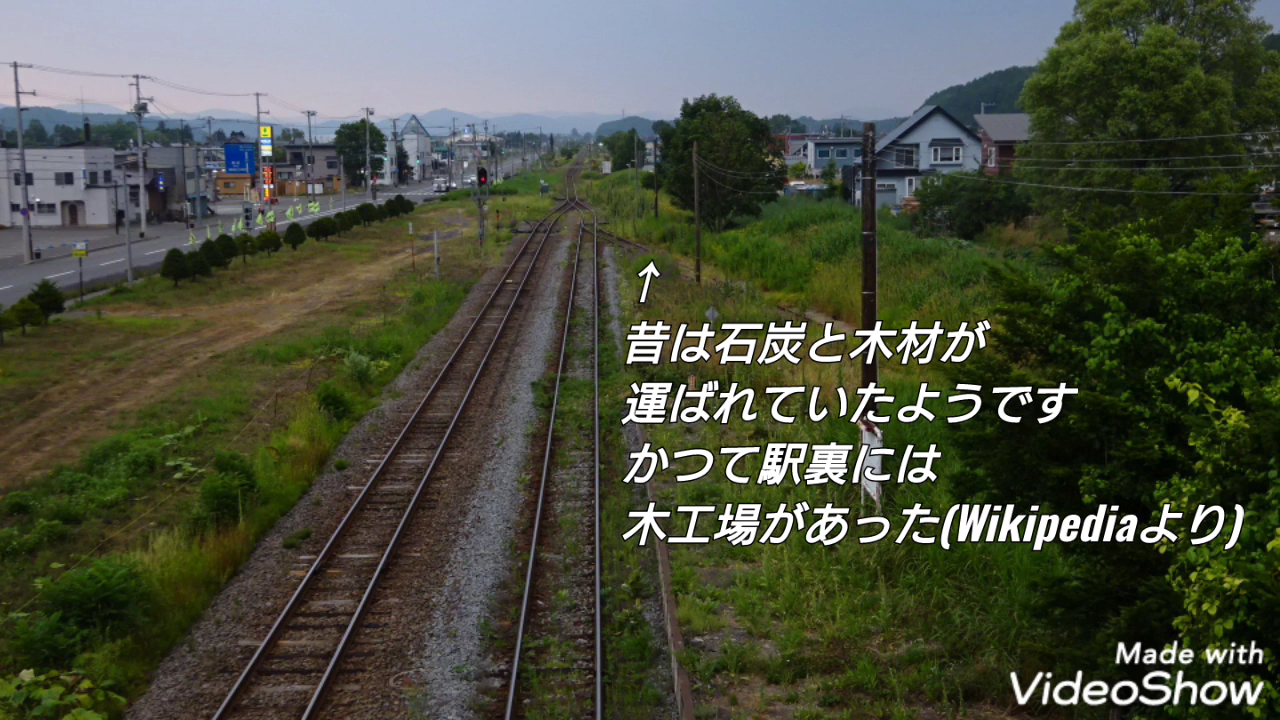 ↑
昔は石炭と木材が
運ばれていたようです
かつて駅裏には
木工場があった(Wikipediaより)
Made with
VideoShow